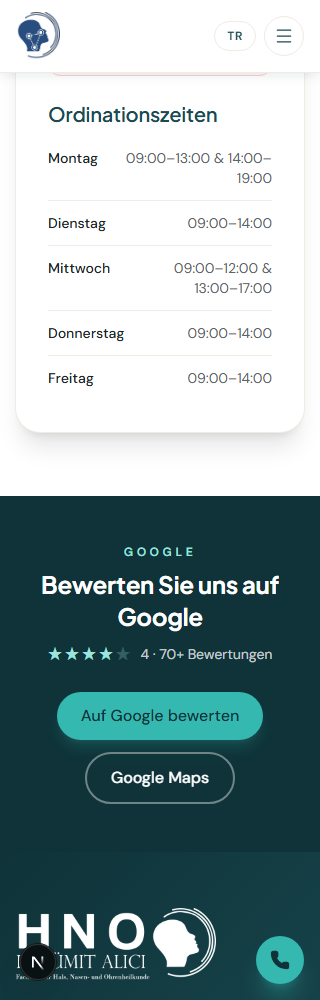 TR
Ordinationszeiten
Montag 09:00–13:00 & 14:00–
19:00
Dienstag 09:00–14:00
Mittwoch 09:00–12:00 &
13:00–17:00
Donnerstag 09:00–14:00
Freitag 09:00–14:00
GOOGLE
Bewerten Sie uns auf
Google
4 · 70+ Bewertungen
Auf Google bewerten
Google Maps
HNO
N
ALICI
Hals, Nasen- und Ohrenheilkunde